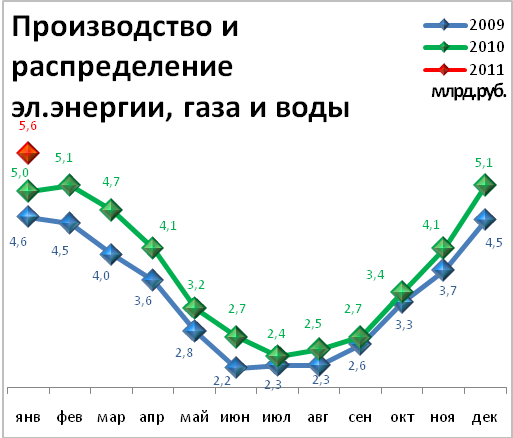 Производство и
распределение
эл.энергии, газа и воды
2009
2010
2011
млрд.руб.
5,6
5,0 5,1 4,7 4,1 3,2 2,7 2,4 2,5 2,7 3,4 4,1 5,1
4,6 4,5 4,0 3,6 2,8 2,2 2,3 2,3 2,6 3,3 3,7 4,5
янв фев мар апр май июн июл авг сен окт ноя дек